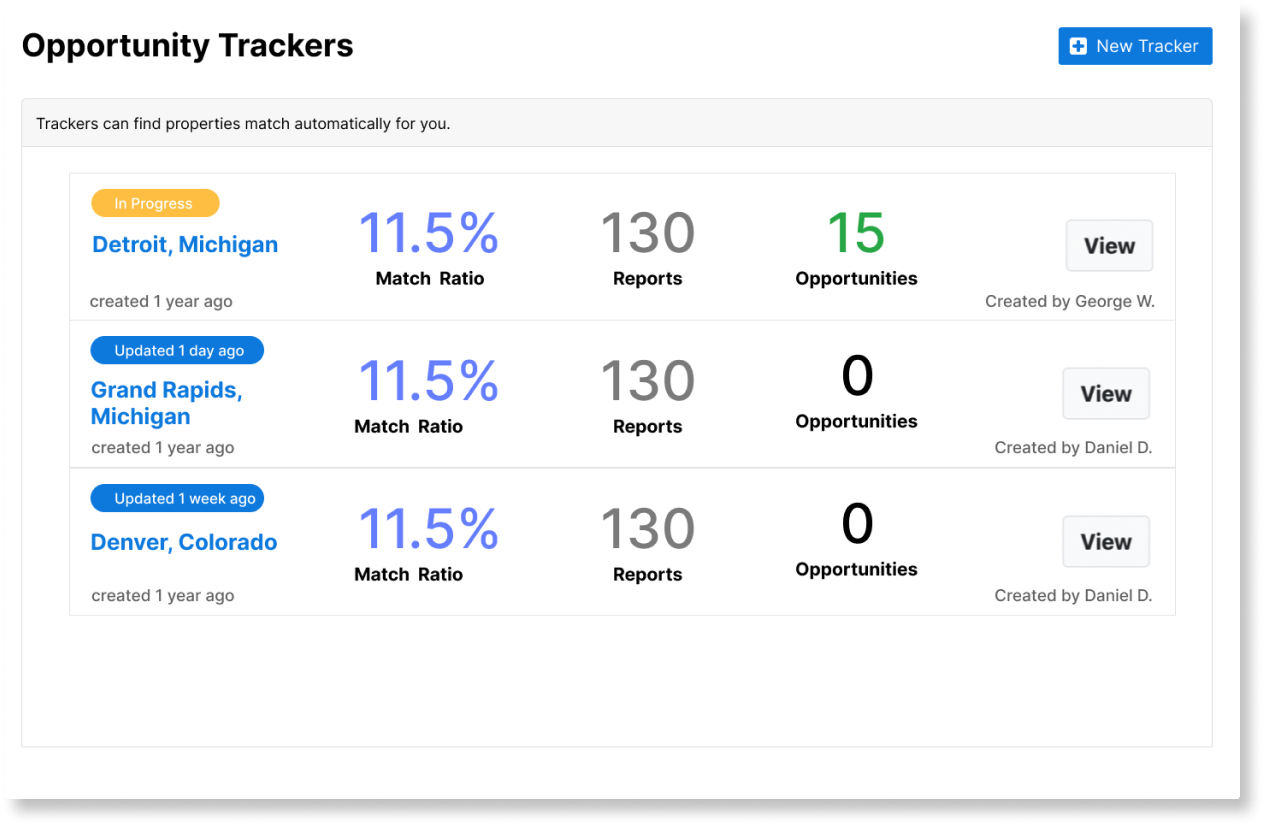 Opportunity Trackers
New Tracker
Trackers can find properties match automatically for you.
In Progress
Detroit, Michigan
created 1 year ago
11.5%
Match Ratio
130
Reports
15
Opportunities
View
Created by George W.
Updated 1 day ago
Grand Rapids,
Michigan
created 1 year ago
11.5%
Match Ratio
130
Reports
0
Opportunities
View
Created by Daniel D.
Updated 1 week ago
Denver, Colorado
created 1 year ago
11.5%
Match Ratio
130
Reports
0
Opportunities
View
Created by Daniel D.